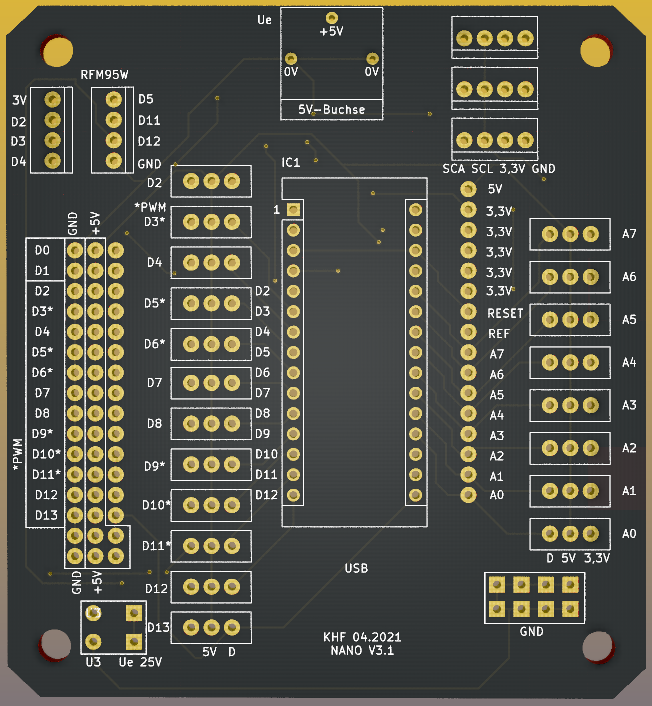 Ue
+5V
0V 0V
5V-Buchse
SCA SCL 3,3V GND
RFM95W
3V D5
D2 D11
D3 D12
D4 GND
IC1
1
D2
*PWM
D3*
D4
D5*
D6*
D7
D8
D9*
D10*
D11*
D12
D13
5V D
GND +5V
D0
D1
D2
D3*
D4
D5*
D6*
D7
D8
D9*
D10*
D11*
D12
D13
*PWM
GND +5V
U3 Ue 25V
D2
D3
D4
D5
D6
D7
D8
D9
D10
D11
D12
USB
5V
3,3V
3,3V
3,3V
3,3V
3,3V
RESET
REF
A7
A6
A5
A4
A3
A2
A1
A0
A7
A6
A5
A4
A3
A2
A1
A0
D 5V 3,3V
GND
KHF 04.2021
NANO V3.1